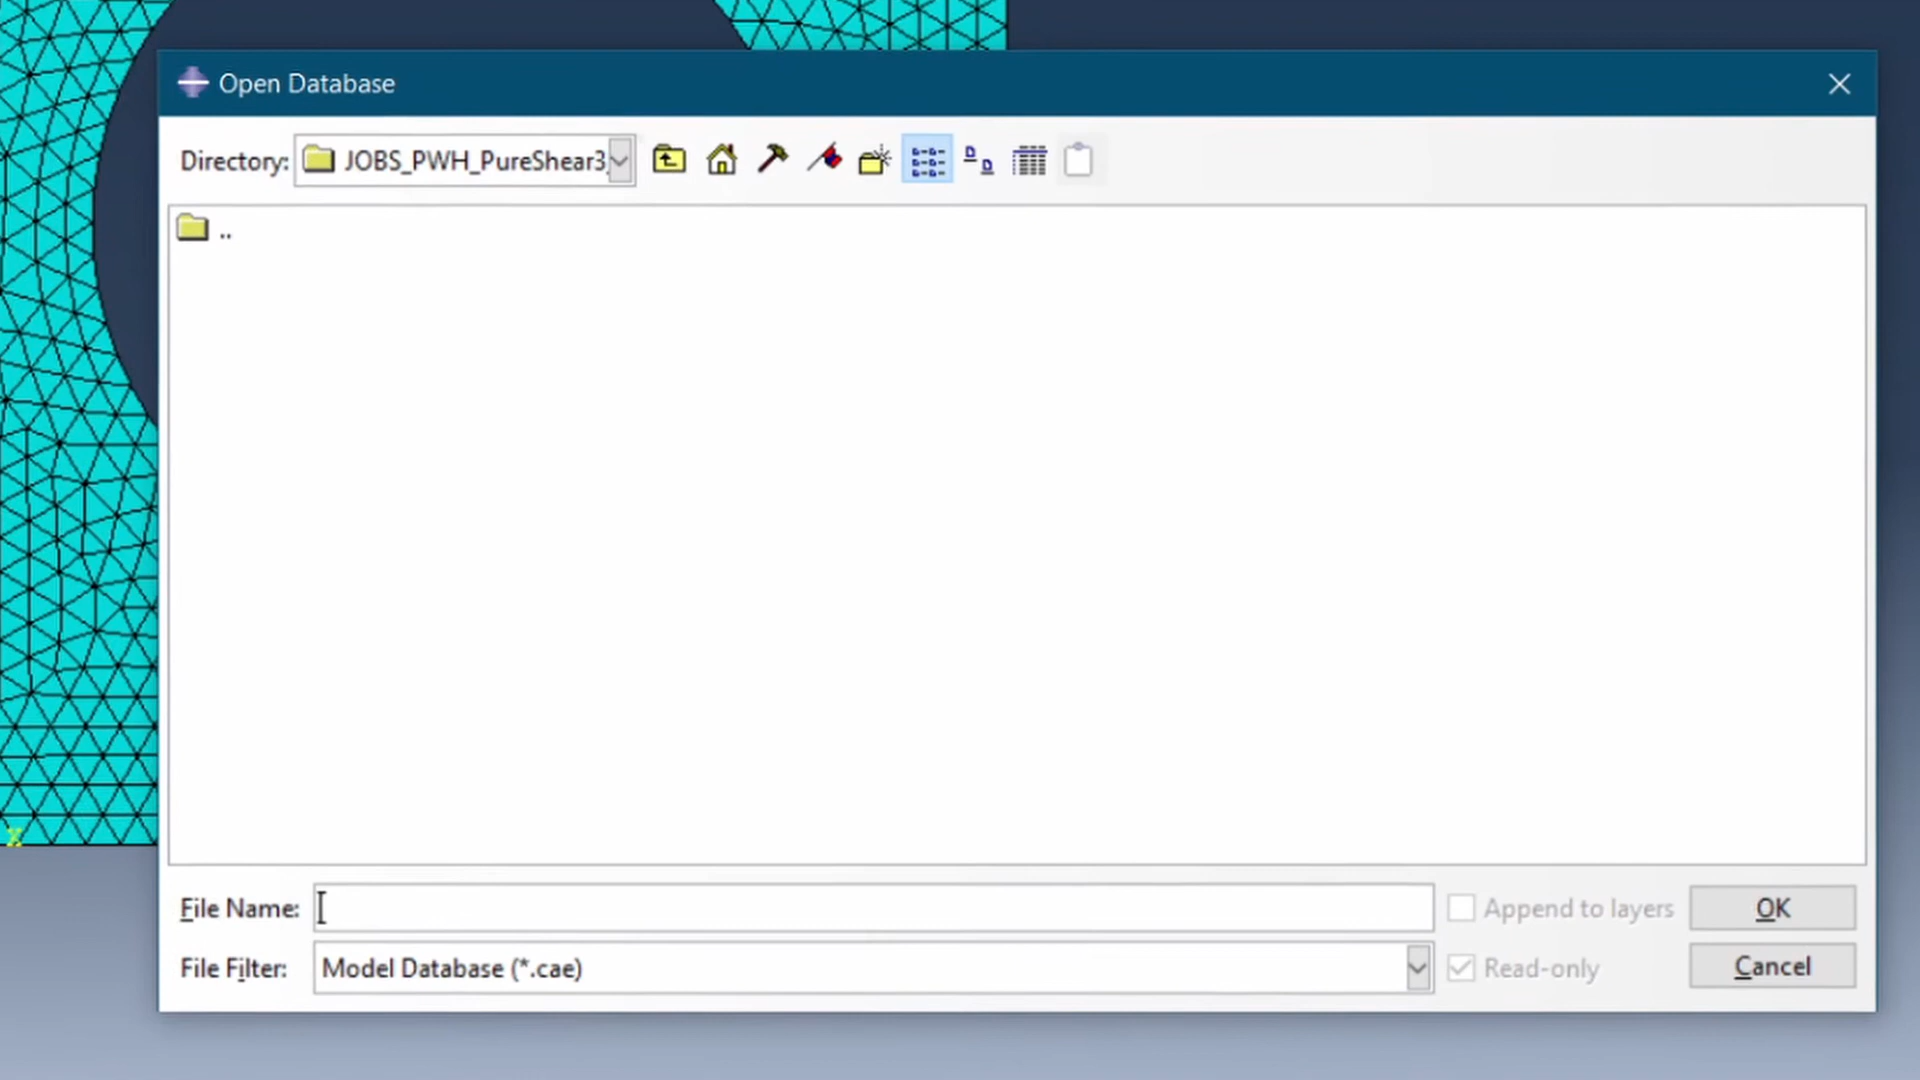 Open Database
Directory: JOBS_PWH_PureShear3
..
File Name:
Append to layers
OK
File Filter: Model Database (*.cae)
Read-only
Cancel
X